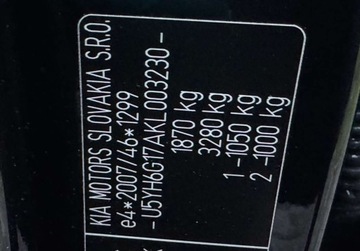 KIA MOTORS SLOVAKIA S.R.O.
e4*2007/46*1299
-U5YH6G17AKL003230-
1870 kg
3280 kg
1-1050 kg
2-1000 kg